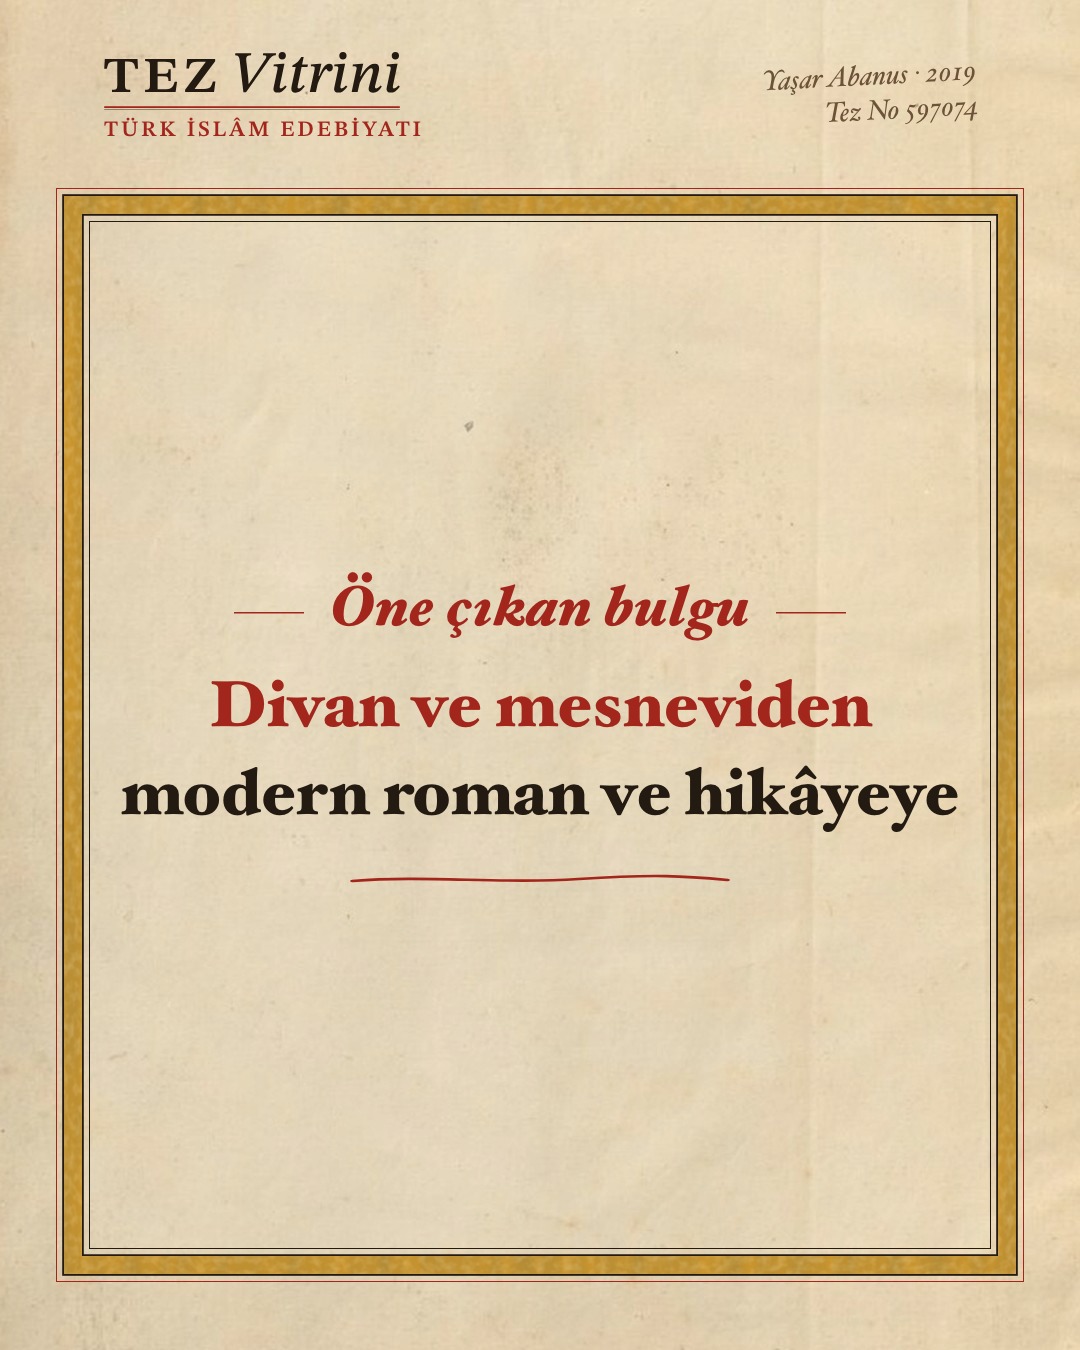 TEZ Vitrini
TÜRK İSLÂM EDEBİYATI
Yaşar Abanus · 2019
Tez No 597074
Öne çıkan bulgu
Divan ve mesneviden
modern roman ve hikâyeye